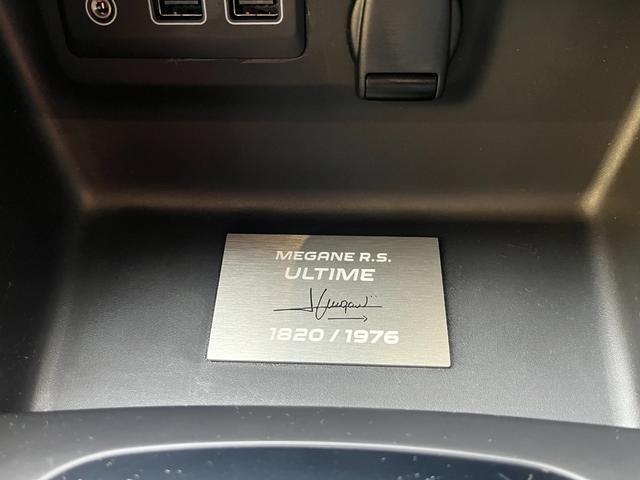 MEGANE R.S.
ULTIME
1820 / 1976